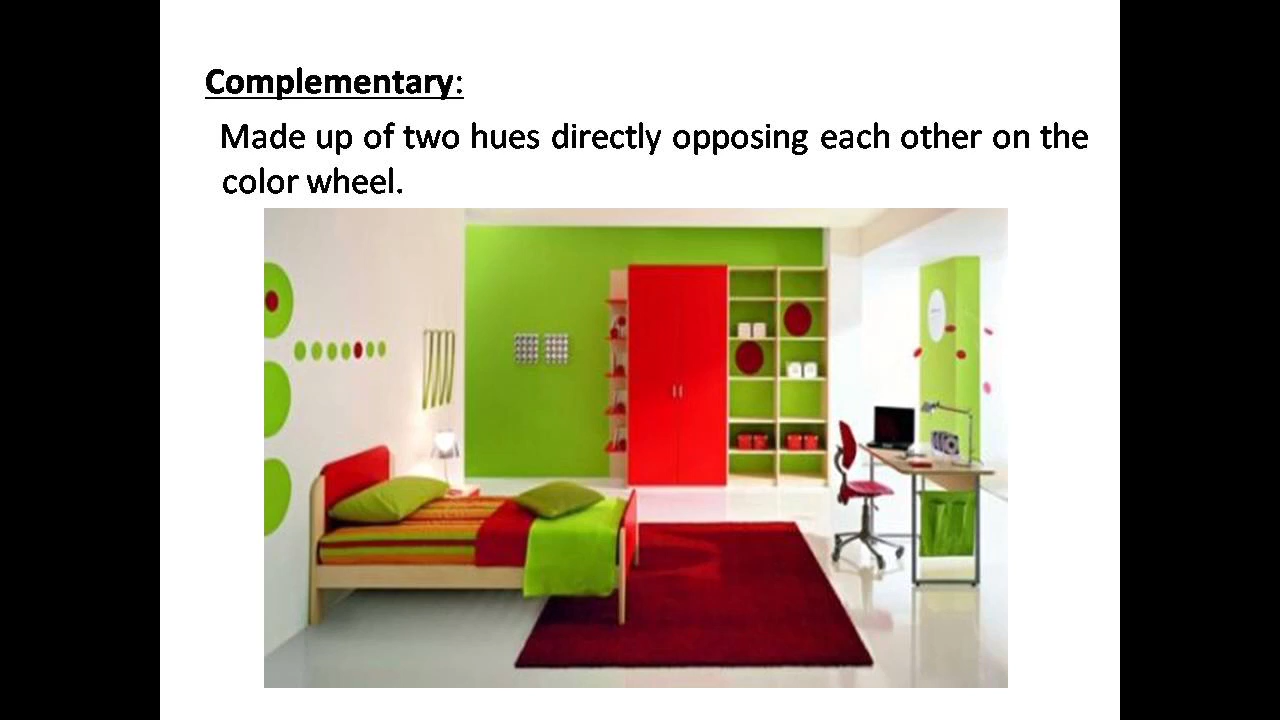 Complementary:
Made up of two hues directly opposing each other on the
color wheel.